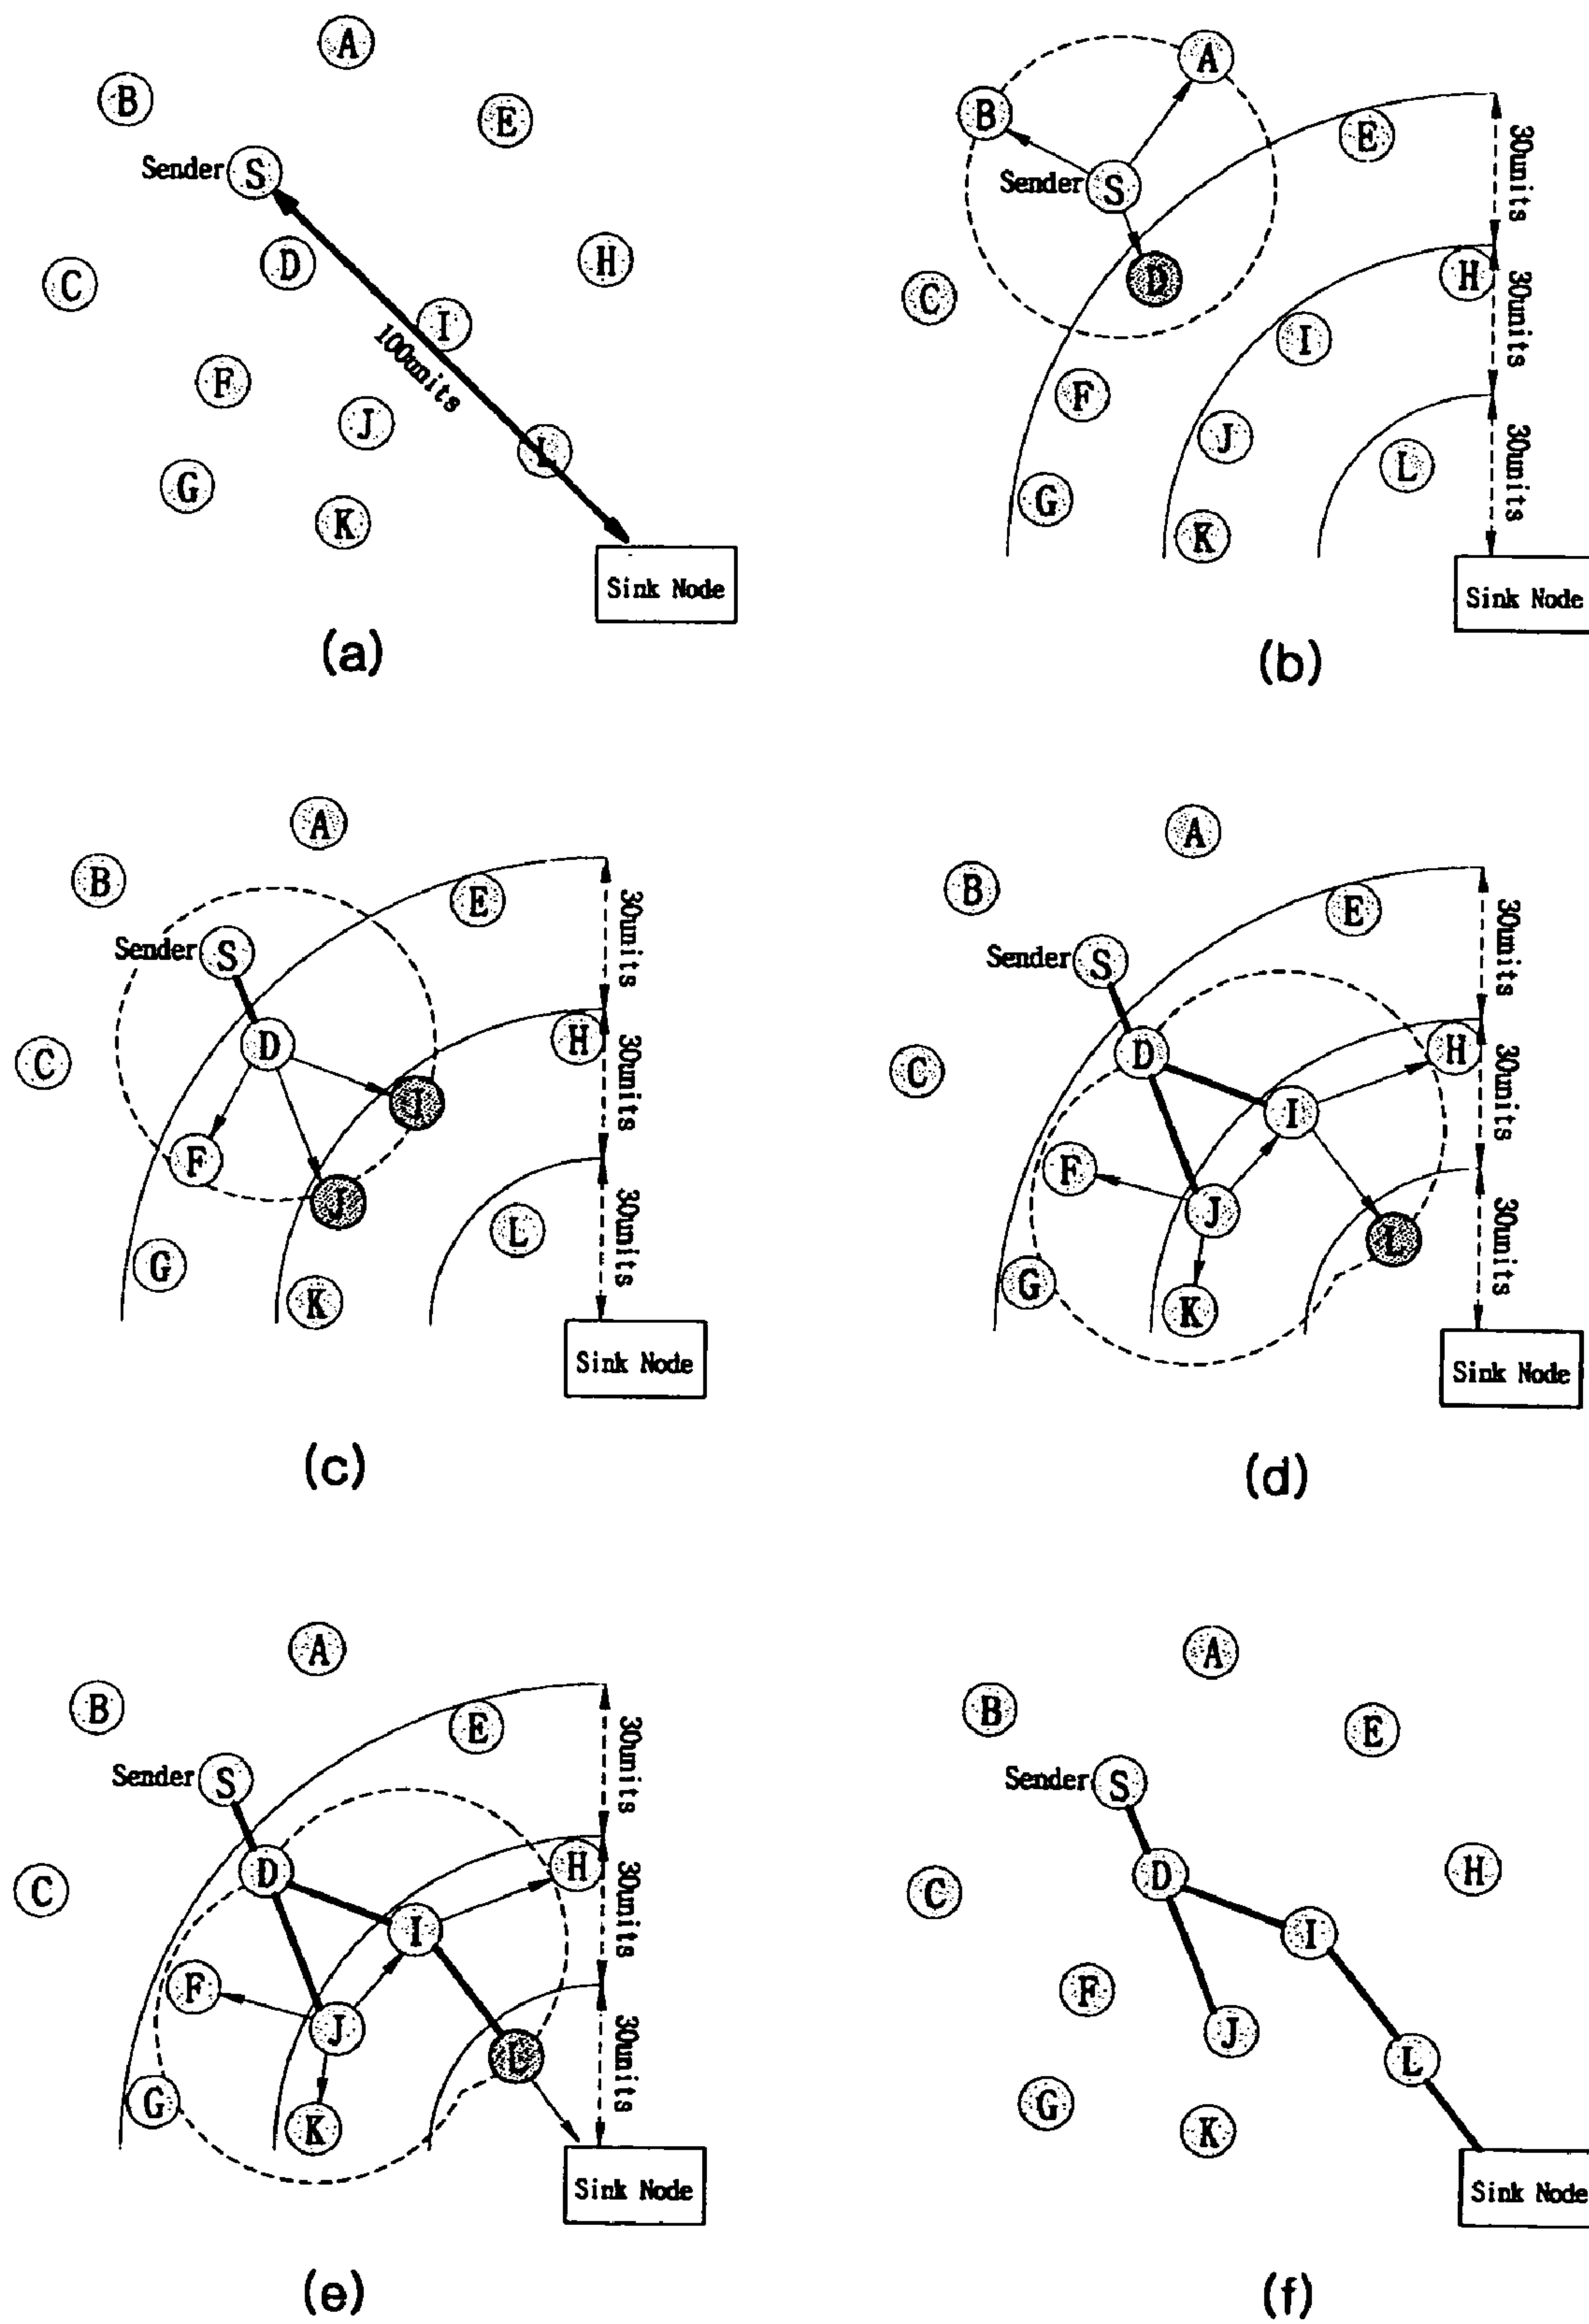 A
B
E
Sender S
D
H
C
I
100units
F
J
L
G
K
Sink Node
(a)
A
B
E
30units
Sender S
D
H
C
I
30units
F
J
L
30units
G
K
Sink Node
(b)
A
B
E
30units
Sender S
D
H
C
I
30units
F
J
L
30units
G
K
Sink Node
(c)
A
B
E
30units
Sender S
D
H
C
I
30units
F
J
L
30units
G
K
Sink Node
(d)
A
B
E
30units
Sender S
D
H
C
I
30units
F
J
L
30units
G
K
Sink Node
(e)
A
B
E
Sender S
D
H
C
I
F
J
L
G
K
Sink Node
(f)